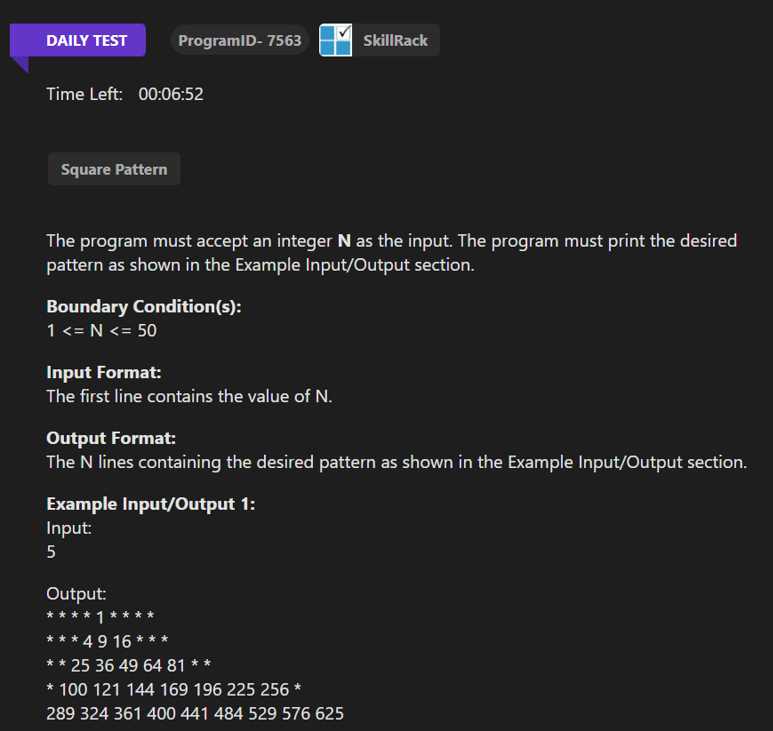 DAILY TEST
ProgramID- 7563
SkillRack
Time Left: 00:06:52
Square Pattern
The program must accept an integer N as the input. The program must print the desired
pattern as shown in the Example Input/Output section.
Boundary Condition(s):
1 <= N <= 50
Input Format:
The first line contains the value of N.
Output Format:
The N lines containing the desired pattern as shown in the Example Input/Output section.
Example Input/Output 1:
Input:
5
Output:
* * * * 1 * * * *
* * * 4 9 16 * * *
* * 25 36 49 64 81 * *
* 100 121 144 169 196 225 256 *
289 324 361 400 441 484 529 576 625